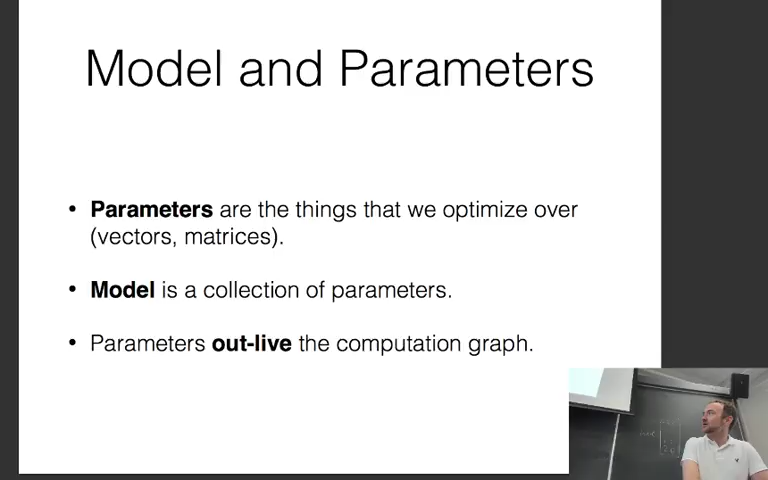 Model and Parameters
• Parameters are the things that we optimize over
(vectors, matrices).
• Model is a collection of parameters.
• Parameters out-live the computation graph.